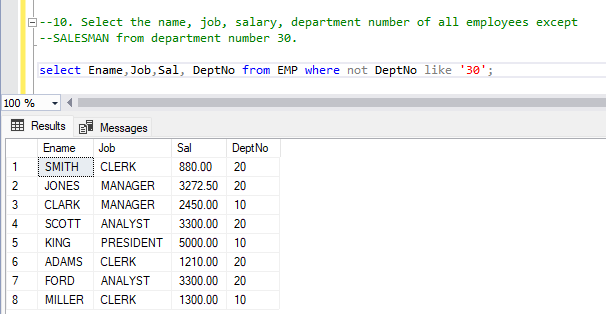 --10. Select the name, job, salary, department number of all employees except
--SALESMAN from department number 30.
select Ename,Job,Sal, DeptNo from EMP where not DeptNo like '30';
100 %
Results Messages
Ename Job Sal DeptNo
1 SMITH CLERK 880.00 20
2 JONES MANAGER 3272.50 20
3 CLARK MANAGER 2450.00 10
4 SCOTT ANALYST 3300.00 20
5 KING PRESIDENT 5000.00 10
6 ADAMS CLERK 1210.00 20
7 FORD ANALYST 3300.00 20
8 MILLER CLERK 1300.00 10